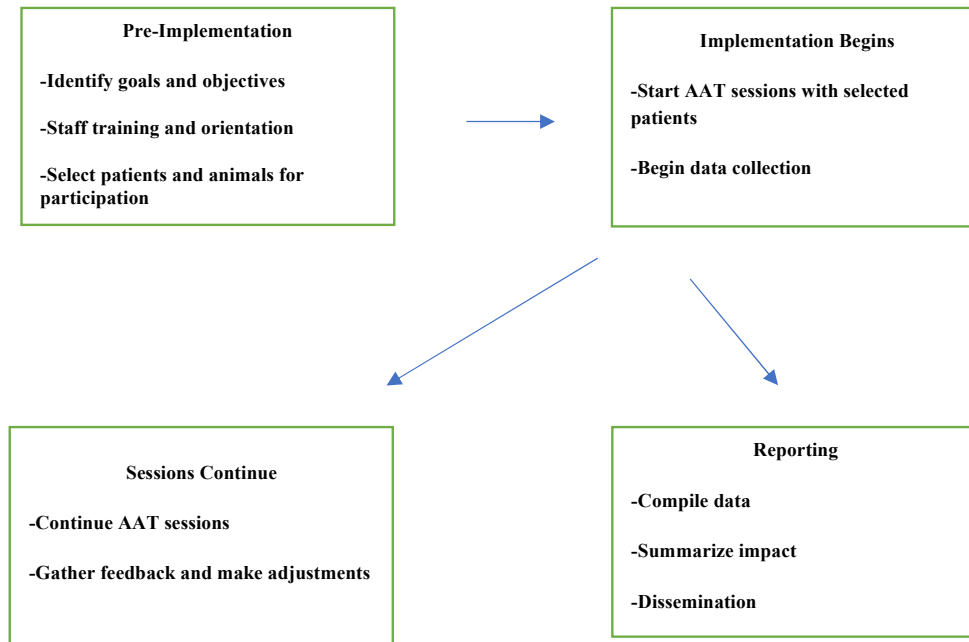 Pre-Implementation
-Identify goals and objectives
-Staff training and orientation
-Select patients and animals for
participation
Implementation Begins
-Start AAT sessions with selected
patients
-Begin data collection
Sessions Continue
-Continue AAT sessions
-Gather feedback and make adjustments
Reporting
-Compile data
-Summarize impact
-Dissemination